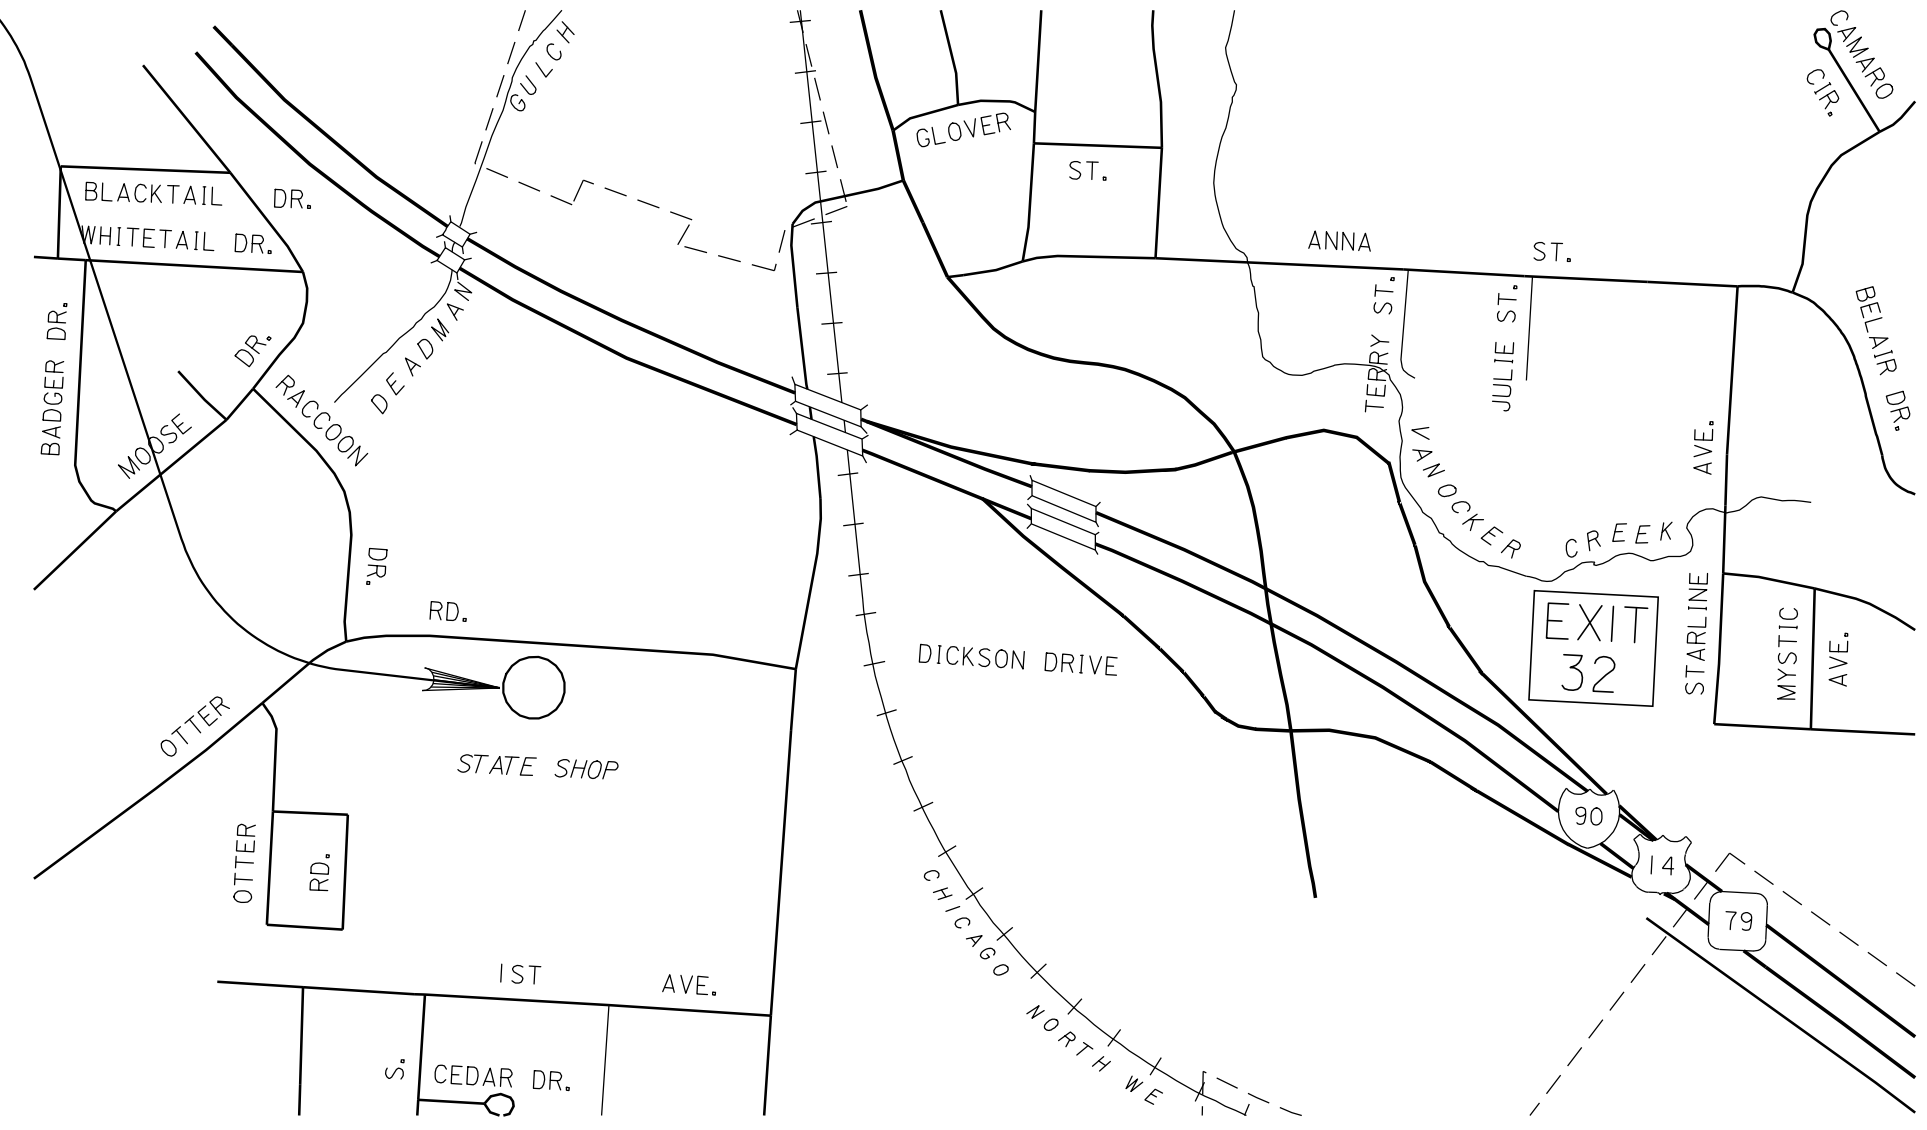 GULCH
CAMARO
CIR.
GLOVER
ST.
BLACKTAIL DR.
WHITETAIL DR.
ANNA ST.
BADGER DR.
MOOSE DR.
RACCOON
DR.
DEADMAN
TERRY ST.
JULIE ST.
BELAIR DR.
VANOCKER CREEK
STARLINE AVE.
MYSTIC
AVE.
EXIT
32
RD.
OTTER
DICKSON DRIVE
STATE SHOP
OTTER
RD.
90
14
79
CHICAGO NORTH WE
1ST AVE.
S.
CEDAR DR.